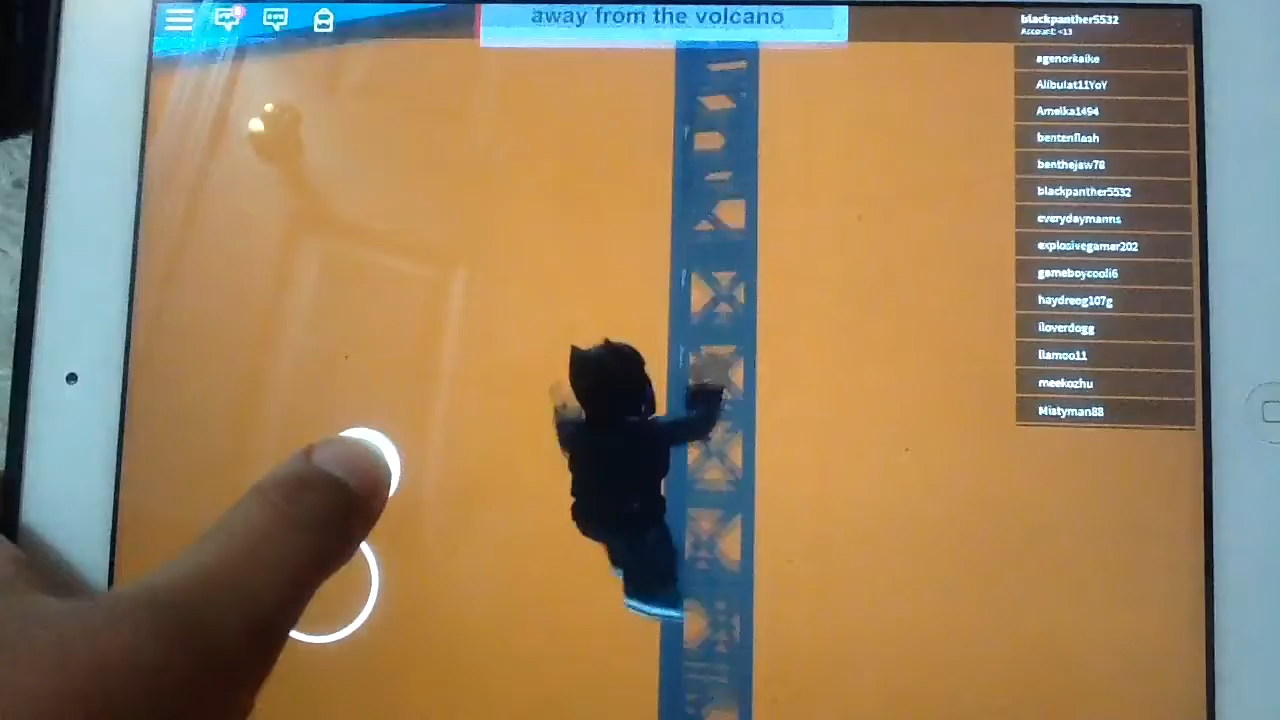 away from the volcano
blackpanther5532
Account: <13
agenorkaike
Alibulat11YoY
Amelka1494
bentenflash
benthejaw78
blackpanther5532
everydaymanns
explosivegamer202
gameboycool16
haydreog107g
iloverdogg
llamoo11
meekozhu
Mistyman88